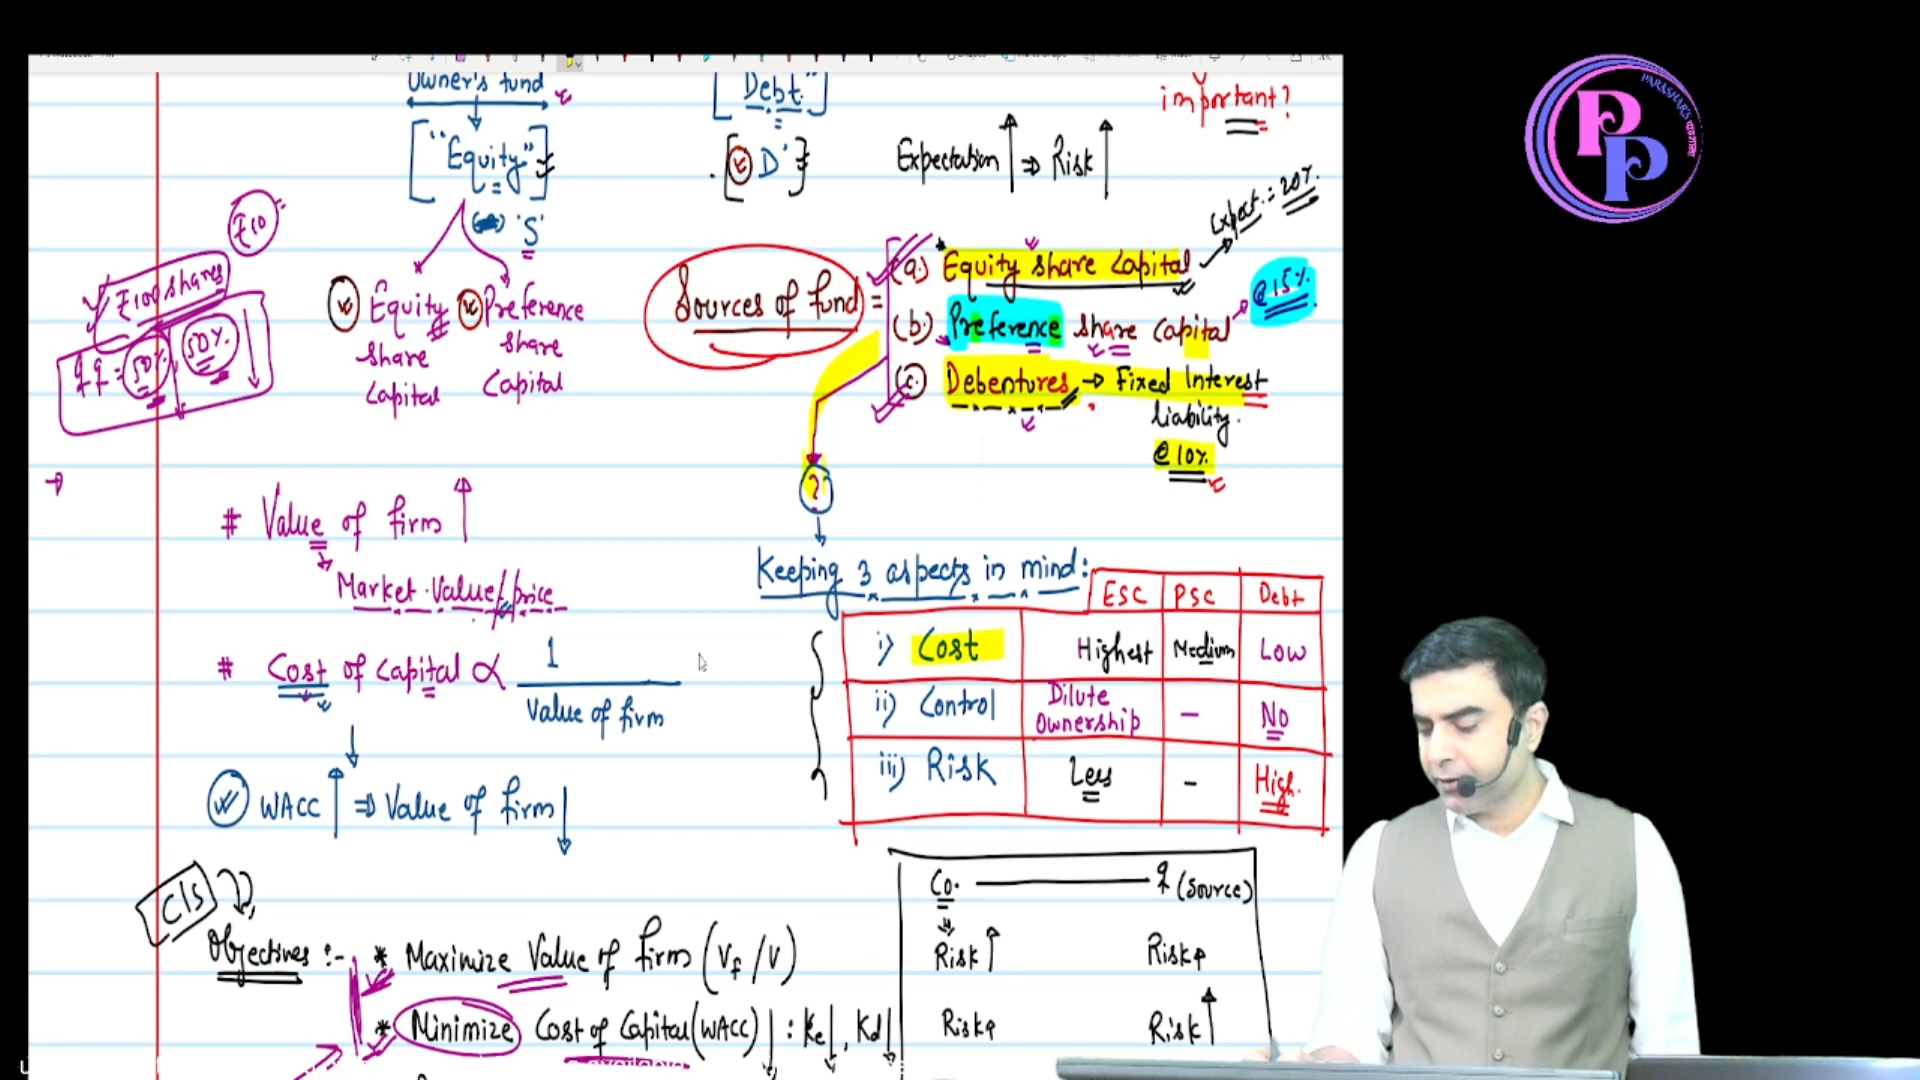 Owner's fund
["Equity"]
'S'
Equity share Capital
Preference share Capital
₹10
₹100 shares
50%
50%
[Debt"]
['D']
important?
Expectation ↑ ⇒ Risk ↑
Sources of fund =
(a.) Equity share Capital
Expect. = 20%
(b.) Preference share Capital
@ 15%
(c.) Debentures → Fixed Interest
liability.
@ 10%
?
# Value of firm ↑
Market Value/price
# Cost of Capital ∝ 1
Value of firm
WACC ↑ ⇒ Value of firm ↓
Keeping 3 aspects in mind:
ESC PSC Debt
i) Cost Highest Medium Low
ii) Control Dilute Ownership - No
iii) Risk Less - High.
C/S
Objectives :- * Maximize Value of firm (Vf/V)
* Minimize Cost of Capital (WACC) ↓ : Ke↓, Kd↓
Co. (Source)
Risk ↑ Risk
Risk Risk ↑
PP
PARASHAR'S